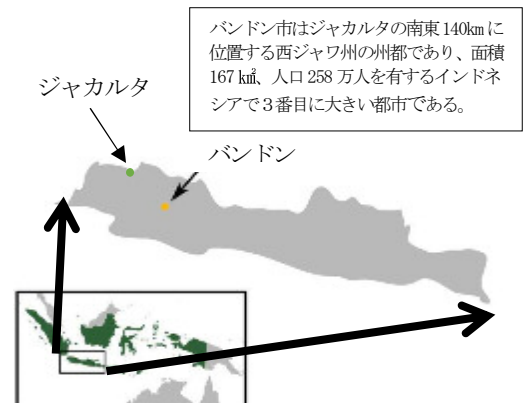 バンドン市はジャカルタの南東 140km に
位置する西ジャワ州の州都であり、面積
167 ㎢、人口 258 万人を有するインドネ
シアで３番目に大きい都市である。
ジャカルタ
バンドン